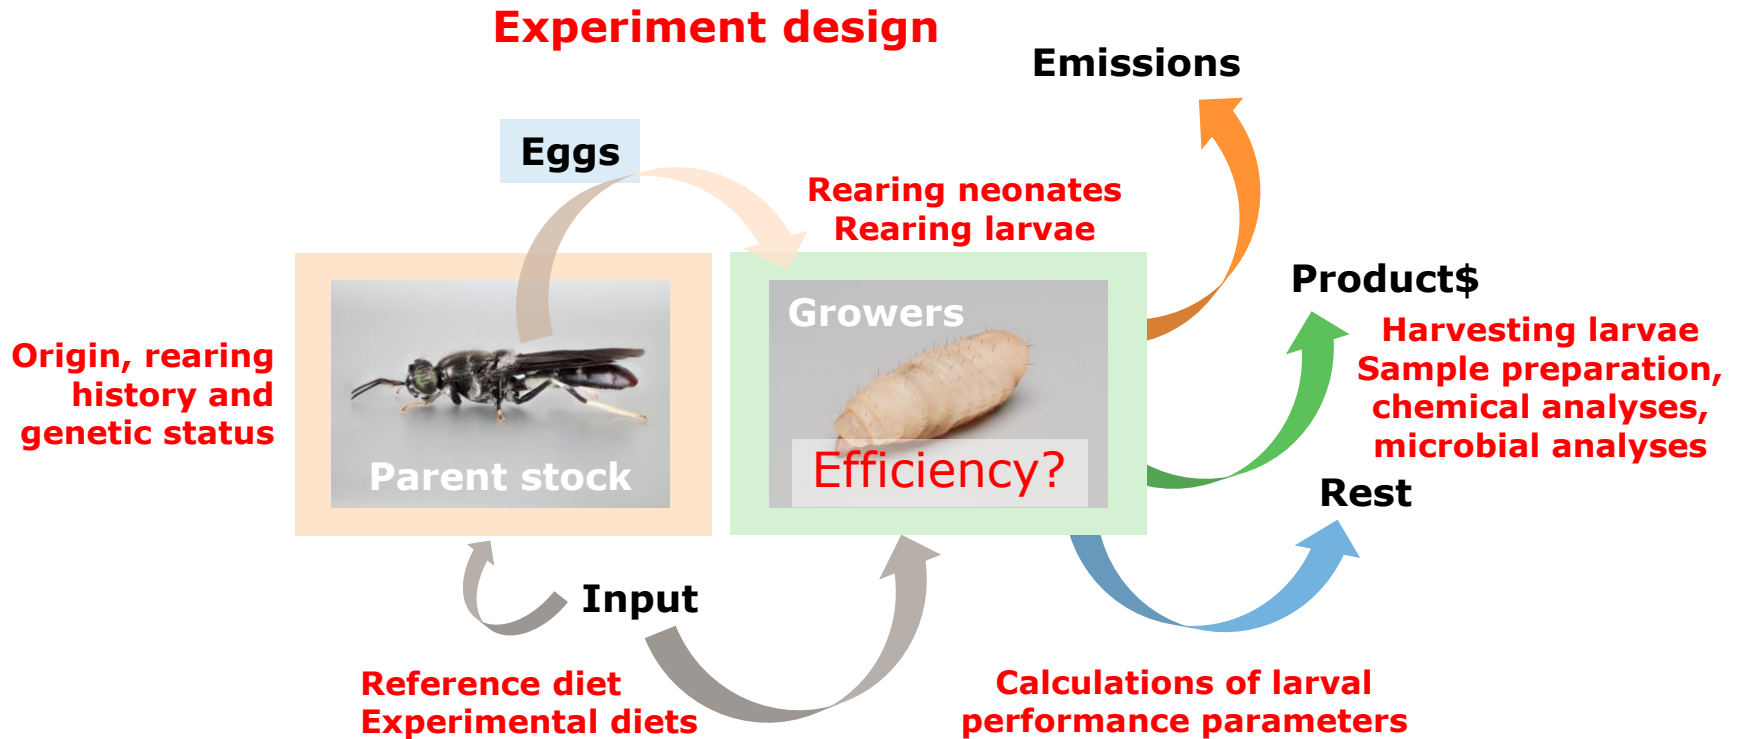 Experiment design
Emissions
Eggs
Rearing neonates
Rearing larvae
Product$
Growers
Harvesting larvae
Sample preparation,
chemical analyses,
microbial analyses
Origin, rearing
history and
genetic status
Parent stock
Efficiency?
Rest
Input
Reference diet
Experimental diets
Calculations of larval
performance parameters